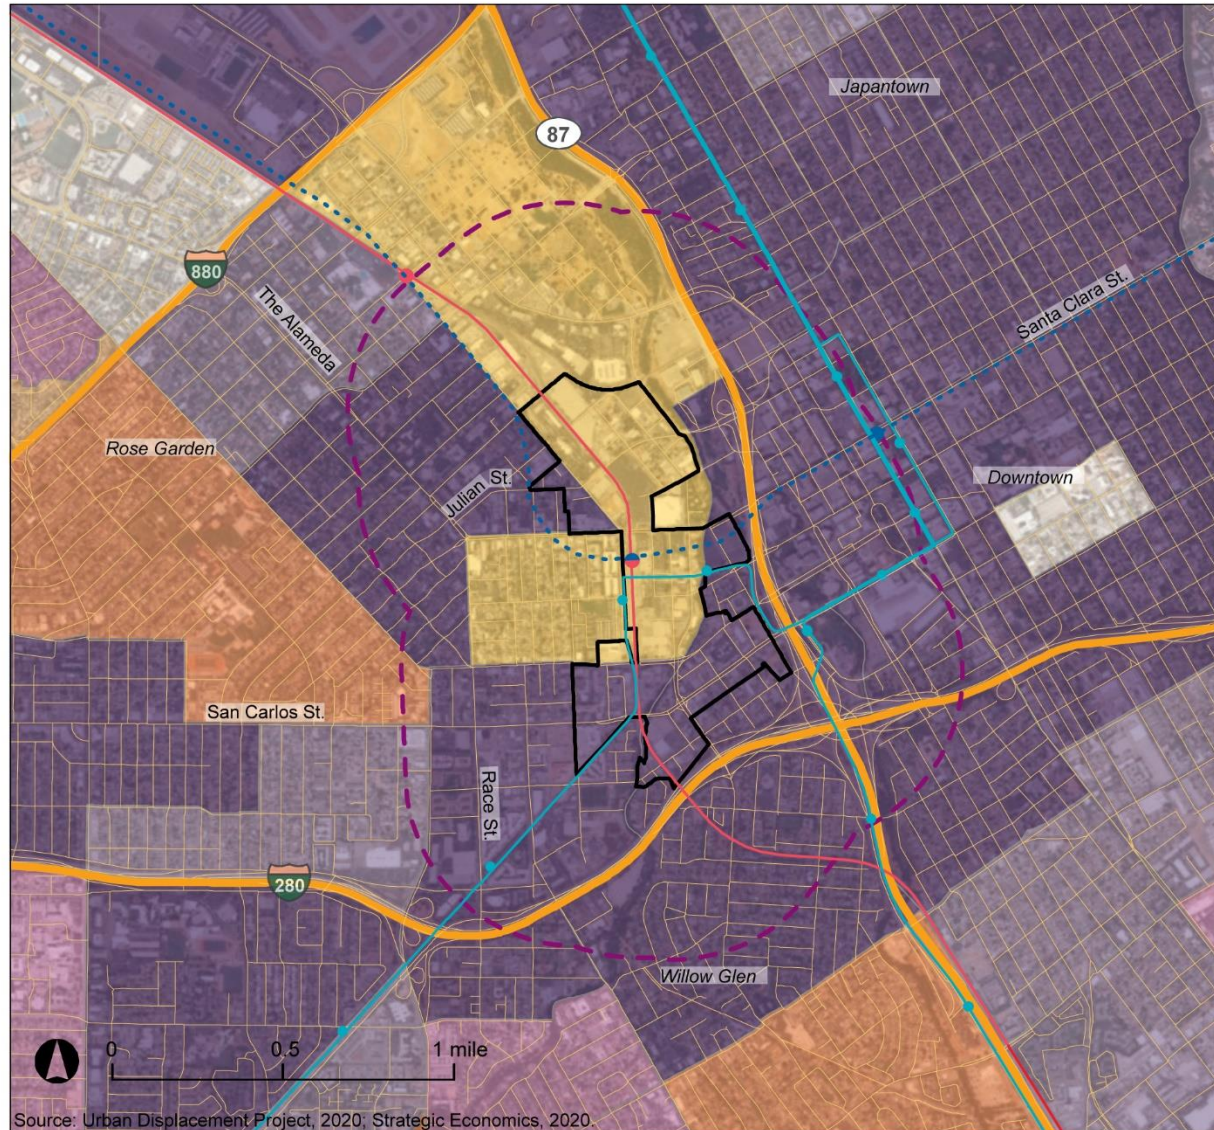 Japantown
87
880
The Alameda
Santa Clara St.
Rose Garden
Julian St.
Downtown
San Carlos St.
Race St.
280
Willow Glen
0 0.5 1 mile
Source: Urban Displacement Project, 2020; Strategic Economics, 2020.